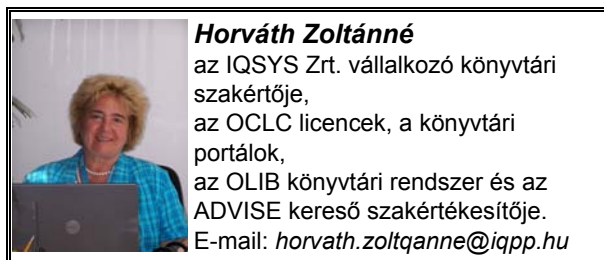 Horváth Zoltánné
az IQSYS Zrt. vállalkozó könyvtári
szakértője,
az OCLC licencek, a könyvtári
portálok,
az OLIB könyvtári rendszer és az
ADVISE kereső szakértékesítője.
E-mail: horvath.zoltqanne@iqpp.hu